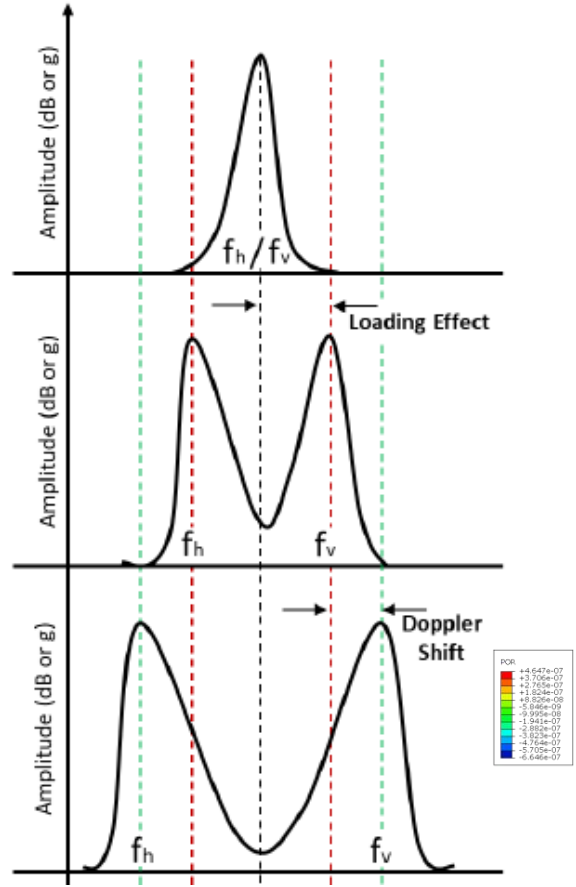 Amplitude (dB or g)
fh/fv
Loading Effect
Amplitude (dB or g)
fh
fv
Doppler
Shift
Amplitude (dB or g)
fh
fv
POR
+4.647e-07
+3.706e-07
+2.765e-07
+1.824e-07
+8.826e-08
-5.846e-09
-9.995e-08
-1.941e-07
-2.882e-07
-3.823e-07
-4.764e-07
-5.705e-07
-6.646e-07